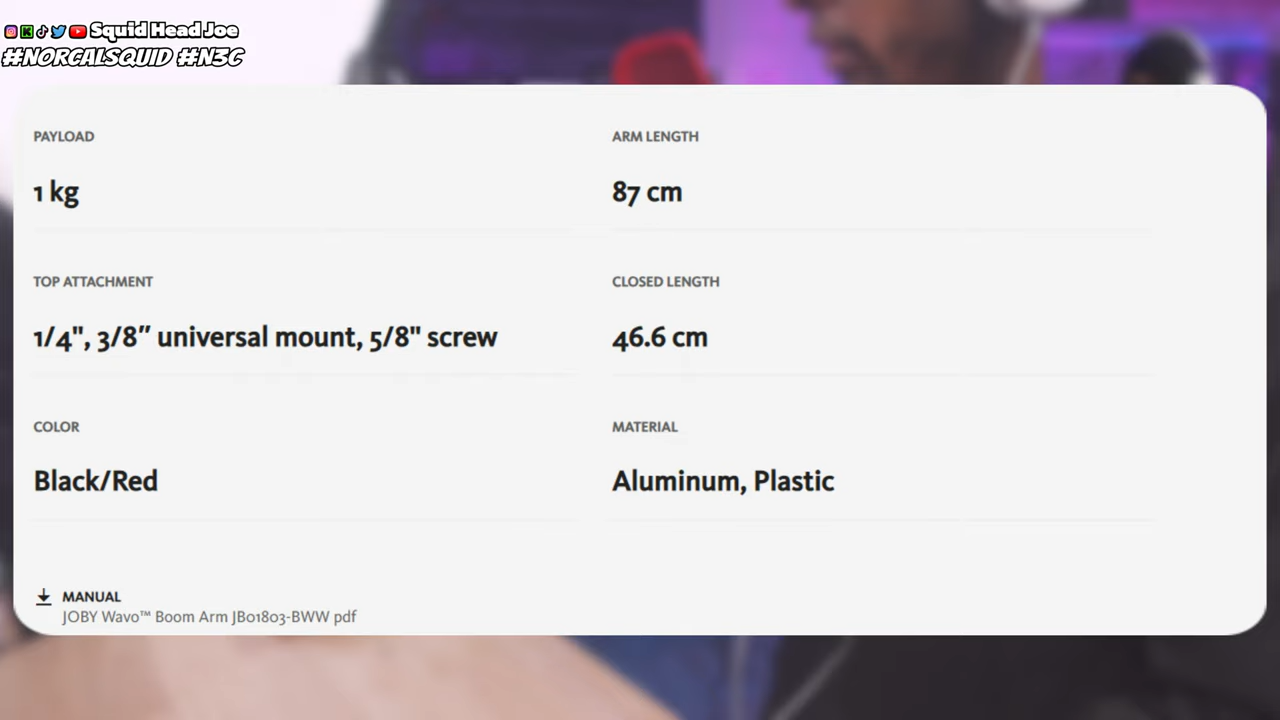 Squid Head Joe
#NORCALSQUID #N3C
PAYLOAD
1 kg
ARM LENGTH
87 cm
TOP ATTACHMENT
1/4", 3/8” universal mount, 5/8" screw
CLOSED LENGTH
46.6 cm
COLOR
Black/Red
MATERIAL
Aluminum, Plastic
MANUAL
JOBY Wavo™ Boom Arm JB01803-BWW pdf